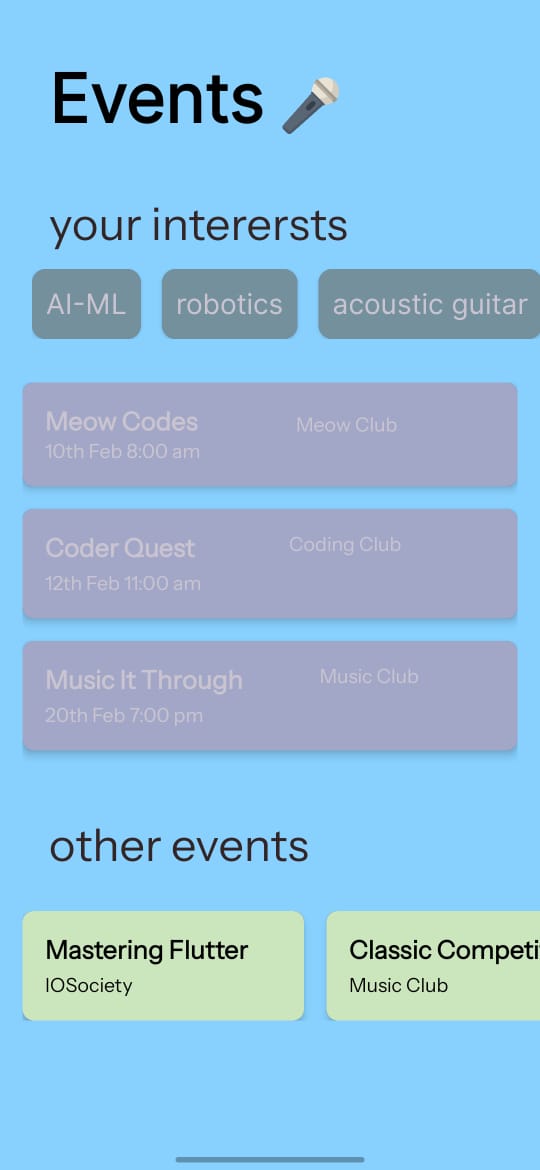 Events 🎤
your interersts
AI-ML robotics acoustic guitar
Meow Codes Meow Club
10th Feb 8:00 am
Coder Quest Coding Club
12th Feb 11:00 am
Music It Through Music Club
20th Feb 7:00 pm
other events
Mastering Flutter Classic Competi
IOSociety Music Club